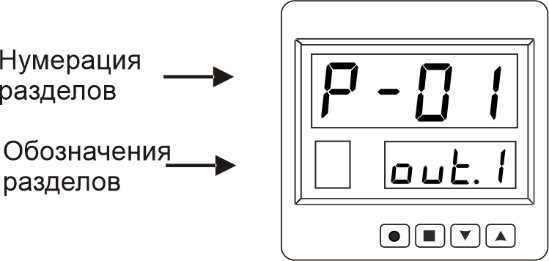 Нумерация
разделов
P-01
Обозначения
разделов
out.1